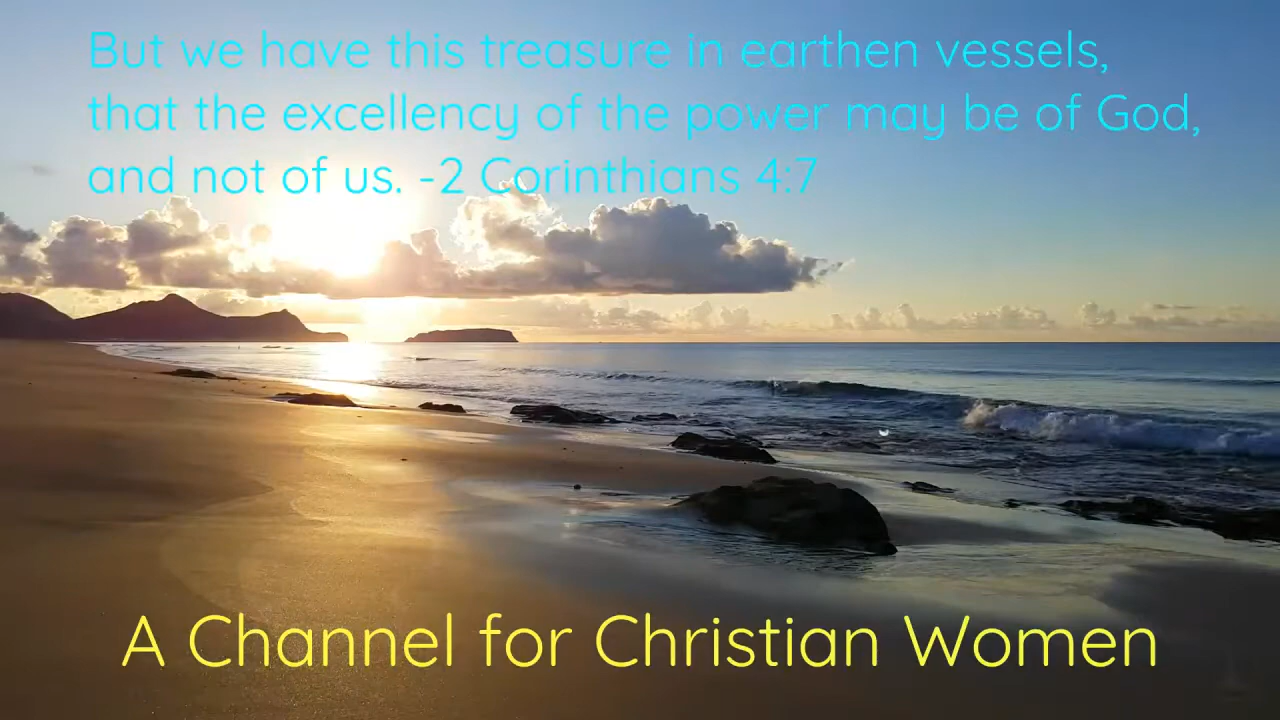 But we have this treasure in earthen vessels,
that the excellency of the power may be of God,
and not of us. -2 Corinthians 4:7
A Channel for Christian Women